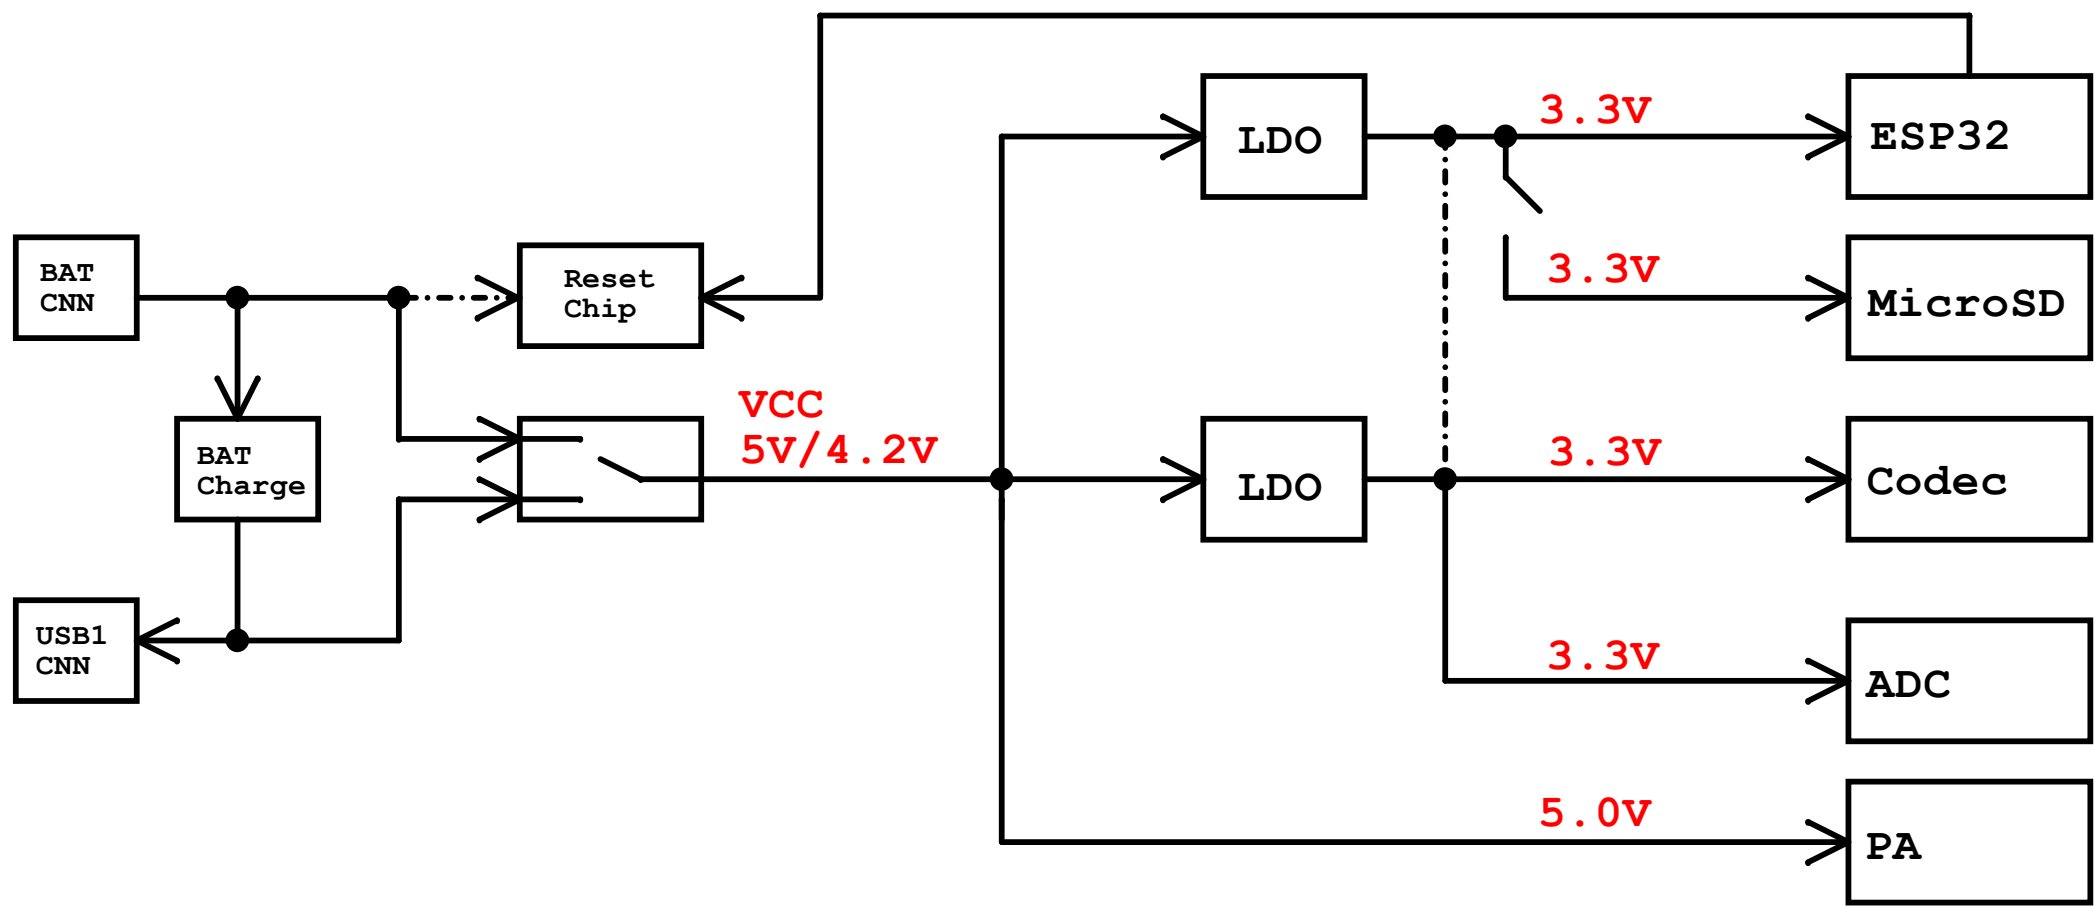 3.3V
ESP32
LDO
BAT
CNN
Reset
Chip
3.3V
MicroSD
VCC
5V/4.2V
BAT
Charge
LDO
3.3V
Codec
USB1
CNN
3.3V
ADC
5.0V
PA